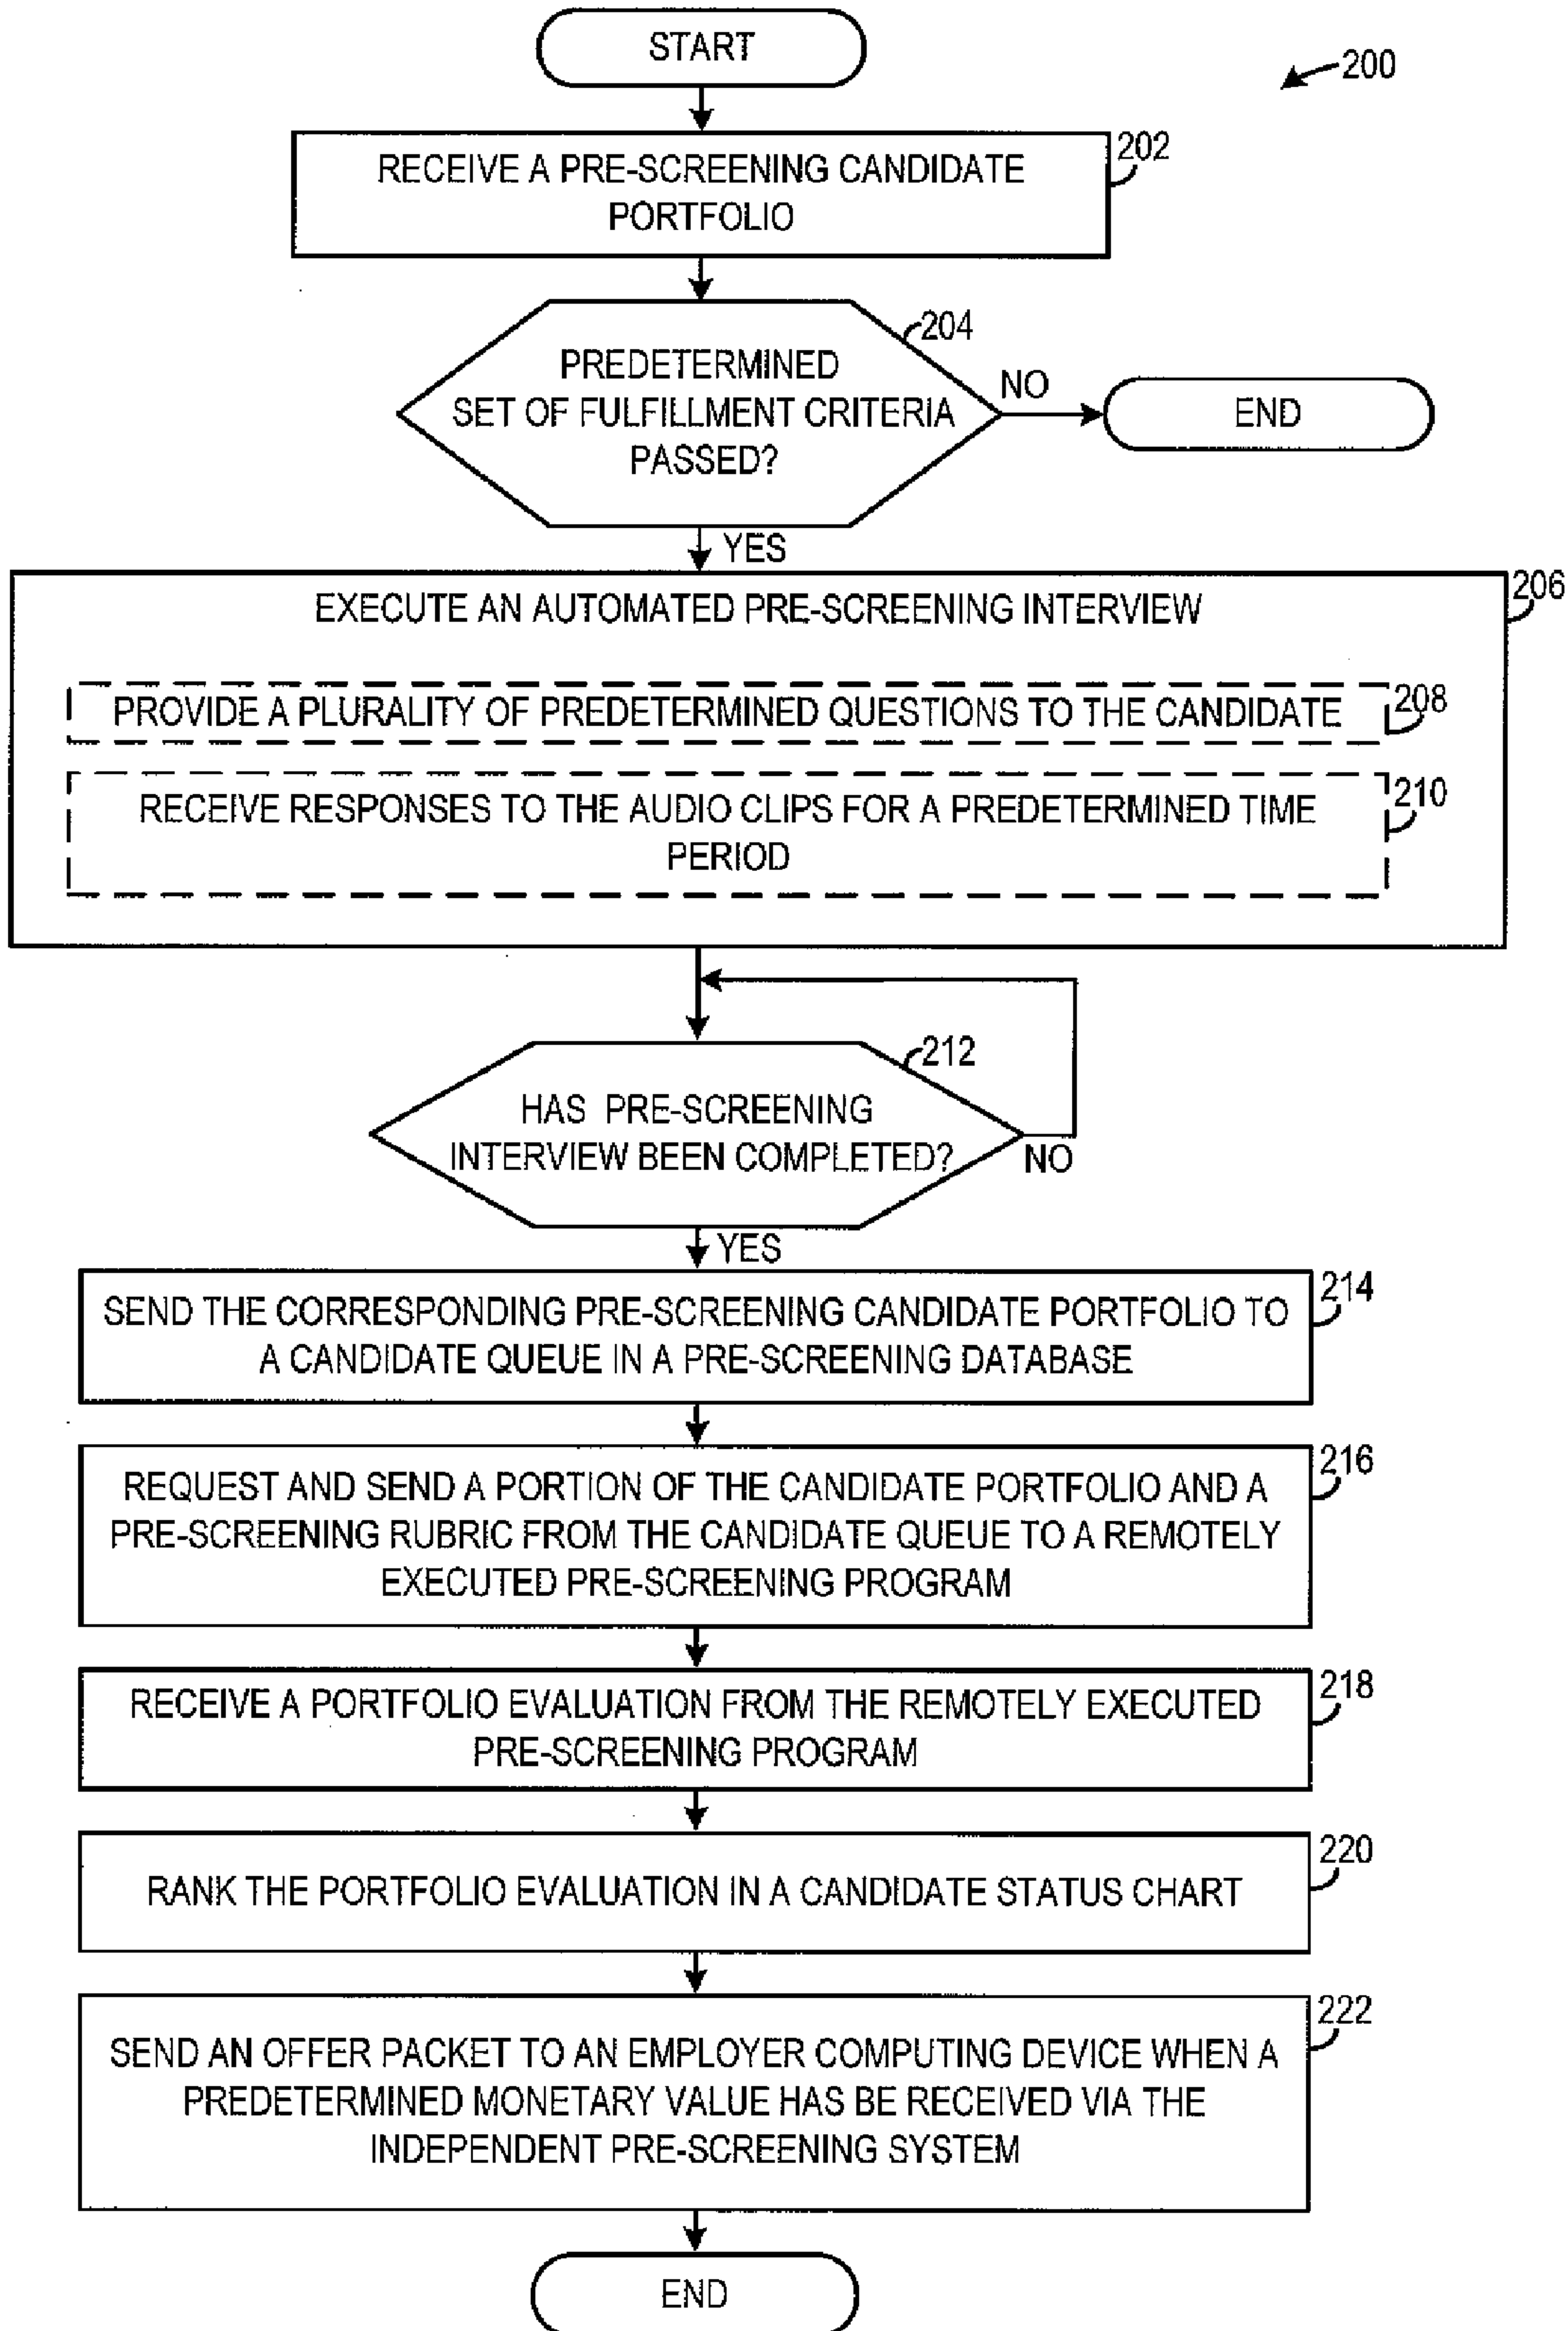 START
200
RECEIVE A PRE-SCREENING CANDIDATE
PORTFOLIO
202
PREDETERMINED
SET OF FULFILLMENT CRITERIA
PASSED?
204
NO
END
YES
EXECUTE AN AUTOMATED PRE-SCREENING INTERVIEW
206
PROVIDE A PLURALITY OF PREDETERMINED QUESTIONS TO THE CANDIDATE
208
RECEIVE RESPONSES TO THE AUDIO CLIPS FOR A PREDETERMINED TIME
PERIOD
210
HAS PRE-SCREENING
INTERVIEW BEEN COMPLETED?
212
NO
YES
SEND THE CORRESPONDING PRE-SCREENING CANDIDATE PORTFOLIO TO
A CANDIDATE QUEUE IN A PRE-SCREENING DATABASE
214
REQUEST AND SEND A PORTION OF THE CANDIDATE PORTFOLIO AND A
PRE-SCREENING RUBRIC FROM THE CANDIDATE QUEUE TO A REMOTELY
EXECUTED PRE-SCREENING PROGRAM
216
RECEIVE A PORTFOLIO EVALUATION FROM THE REMOTELY EXECUTED
PRE-SCREENING PROGRAM
218
RANK THE PORTFOLIO EVALUATION IN A CANDIDATE STATUS CHART
220
SEND AN OFFER PACKET TO AN EMPLOYER COMPUTING DEVICE WHEN A
PREDETERMINED MONETARY VALUE HAS BE RECEIVED VIA THE
INDEPENDENT PRE-SCREENING SYSTEM
222
END